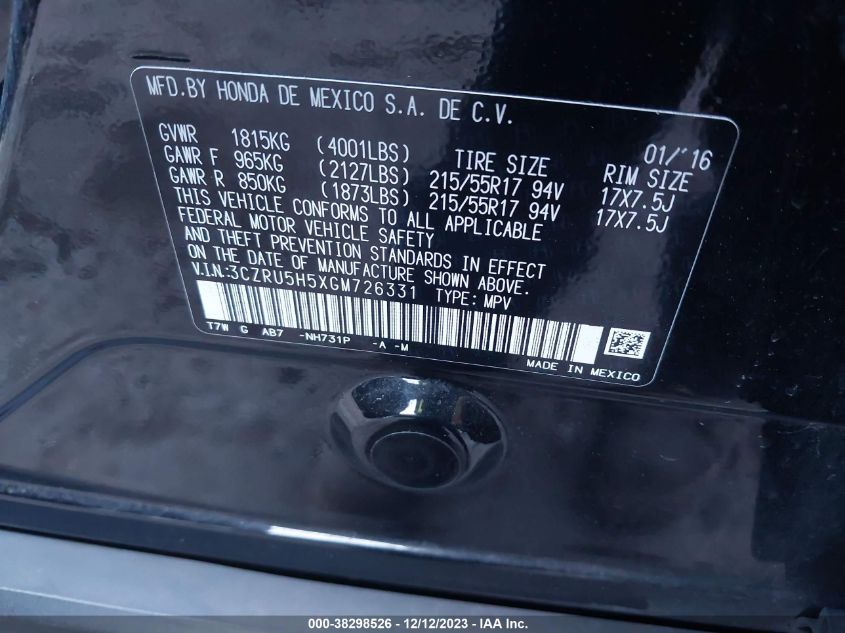 MFD.BY HONDA DE MEXICO S.A. DE C.V.
01/'16
GVWR 1815KG (4001LBS) TIRE SIZE RIM SIZE
GAWR F 965KG (2127LBS) 215/55R17 94V 17X7.5J
GAWR R 850KG (1873LBS) 215/55R17 94V 17X7.5J
THIS VEHICLE CONFORMS TO ALL APPLICABLE
FEDERAL MOTOR VEHICLE SAFETY
AND THEFT PREVENTION STANDARDS IN EFFECT
ON THE DATE OF MANUFACTURE SHOWN ABOVE.
V.I.N:3CZRU5H5XGM726331 TYPE: MPV
T7W G AB7 -NH731P -A -M
MADE IN MEXICO
000-38298526 - 12/12/2023 - IAA Inc.